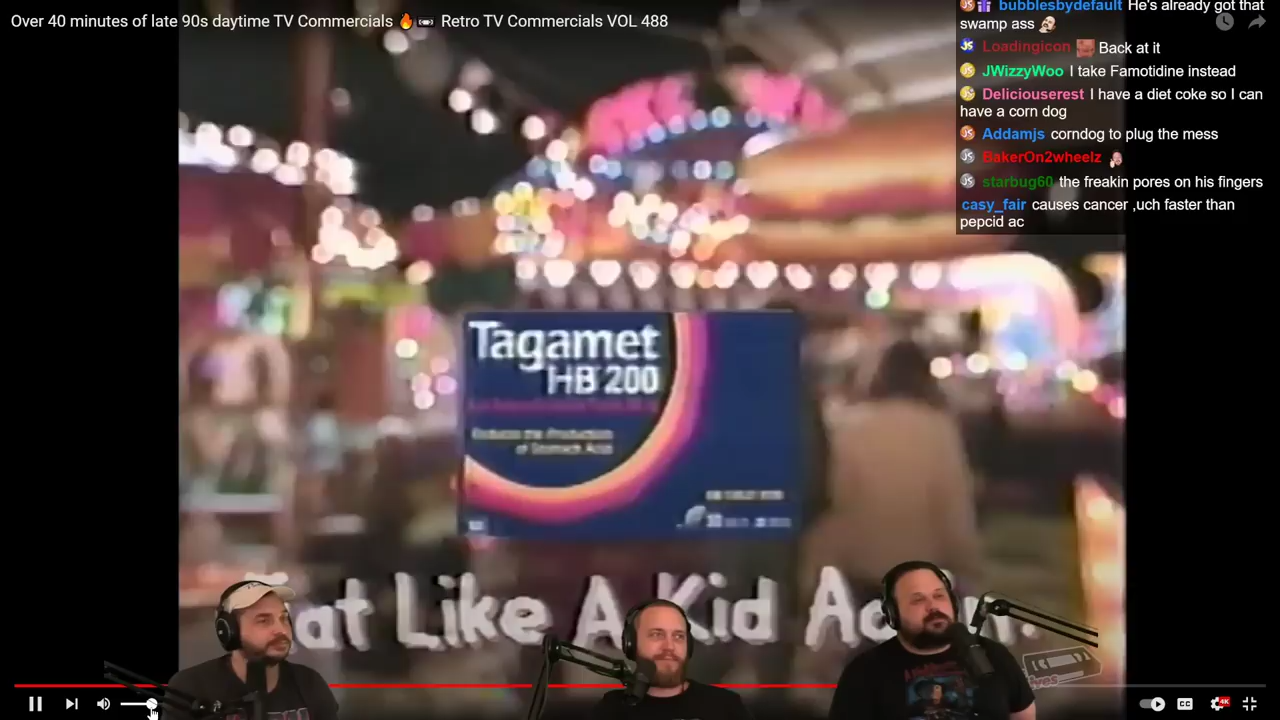 Over 40 minutes of late 90s daytime TV Commercials 🔥📼 Retro TV Commercials VOL 488
bubblesbydefault He's already got that
swamp ass
Loadingicon Back at it
JWizzyWoo I take Famotidine instead
Deliciouserest I have a diet coke so I can
have a corn dog
Addamjs corndog to plug the mess
BakerOn2wheelz
starbug60 the freakin pores on his fingers
casy_fair causes cancer ,uch faster than
pepcid ac
Tagamet
HB 200
Reduces the Production
of Stomach Acid
Like A Kid
4K